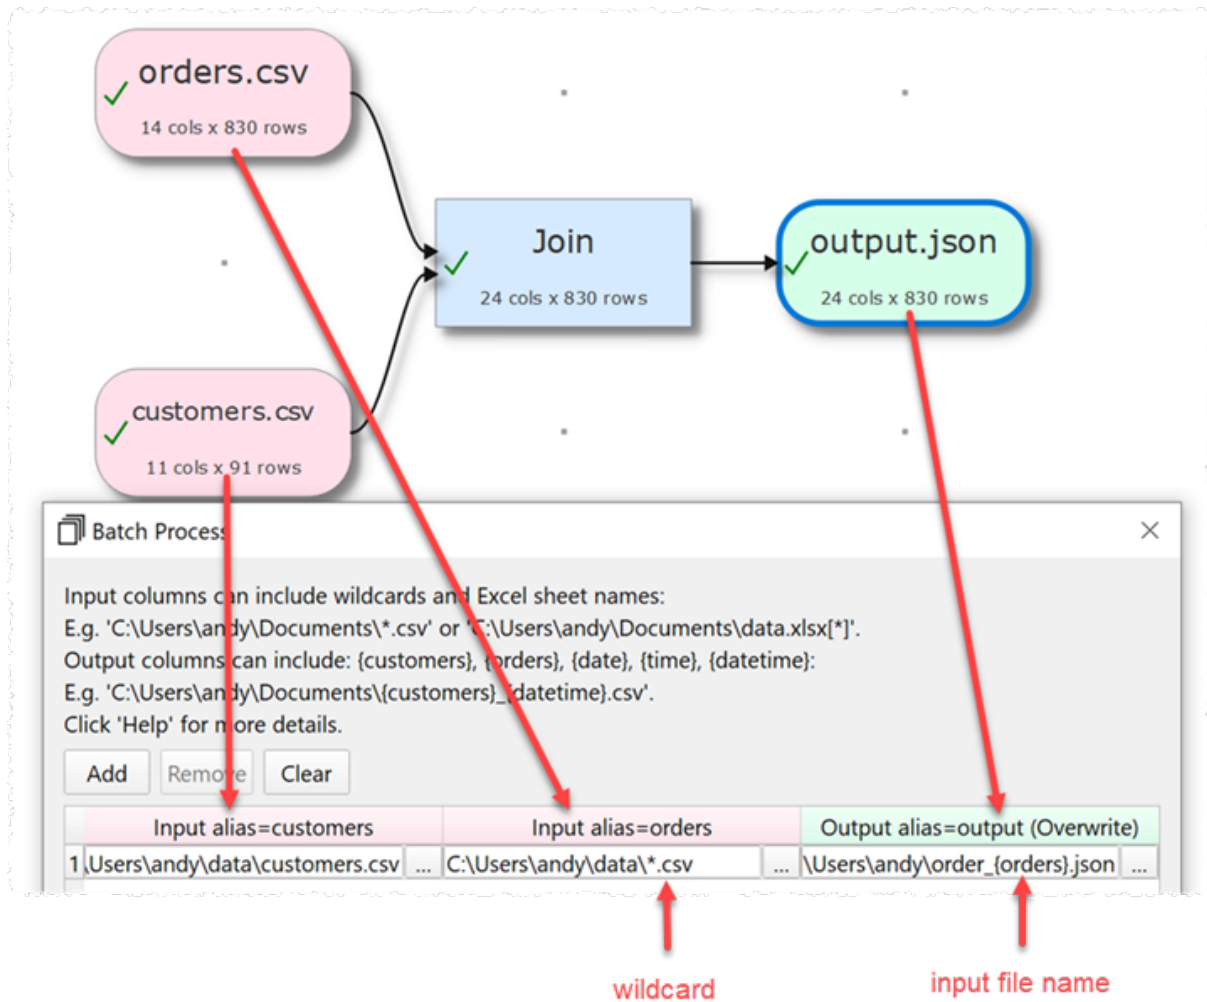 orders.csv
14 cols x 830 rows
Join
24 cols x 830 rows
output.json
24 cols x 830 rows
customers.csv
11 cols x 91 rows
Batch Process
Input columns can include wildcards and Excel sheet names:
E.g. 'C:\Users\andy\Documents\*.csv' or 'C:\Users\andy\Documents\data.xlsx[*]'.
Output columns can include: {customers}, {orders}, {date}, {time}, {datetime}:
E.g. 'C:\Users\andy\Documents\{customers}_{datetime}.csv'.
Click 'Help' for more details.
Add Remove Clear
Input alias=customers Input alias=orders Output alias=output (Overwrite)
1 \Users\andy\data\customers.csv ... C:\Users\andy\data\*.csv ... \Users\andy\order_{orders}.json ...
wildcard
input file name